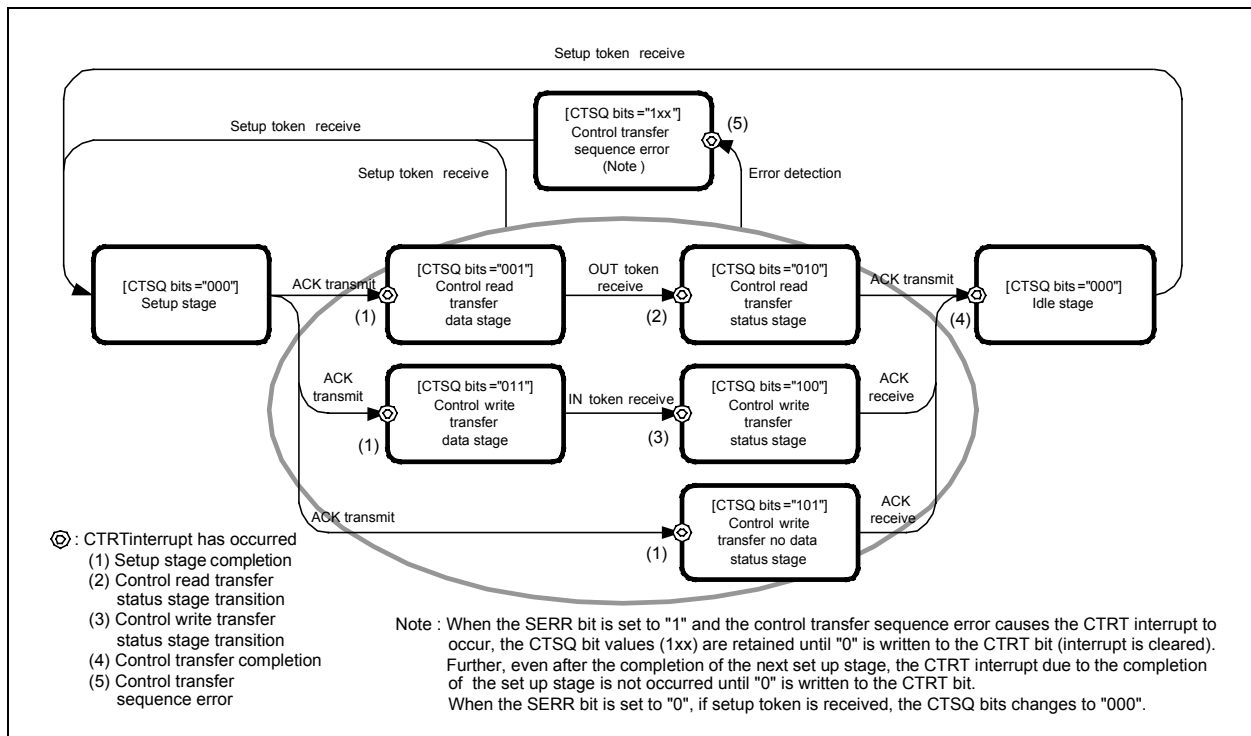 Setup token receive
[CTSQ bits ="1xx"]
Control transfer
sequence error
(Note )
(5)
Setup token receive
Setup token receive
Error detection
[CTSQ bits ="000"]
Setup stage
ACK transmit
(1)
[CTSQ bits ="001"]
Control read
transfer
data stage
OUT token
receive
(2)
[CTSQ bits ="010"]
Control read
transfer
status stage
ACK transmit
(4)
[CTSQ bits ="000"]
Idle stage
ACK
transmit
(1)
[CTSQ bits ="011"]
Control write
transfer
data stage
IN token receive
(3)
[CTSQ bits ="100"]
Control write
transfer
status stage
ACK
receive
ACK transmit
(1)
[CTSQ bits ="101"]
Control write
transfer no data
status stage
ACK
receive
: CTRTinterrupt has occurred
(1) Setup stage completion
(2) Control read transfer
status stage transition
(3) Control write transfer
status stage transition
(4) Control transfer completion
(5) Control transfer
sequence error
Note : When the SERR bit is set to "1" and the control transfer sequence error causes the CTRT interrupt to
occur, the CTSQ bit values (1xx) are retained until "0" is written to the CTRT bit (interrupt is cleared).
Further, even after the completion of the next set up stage, the CTRT interrupt due to the completion
of the set up stage is not occurred until "0" is written to the CTRT bit.
When the SERR bit is set to "0", if setup token is received, the CTSQ bits changes to "000".